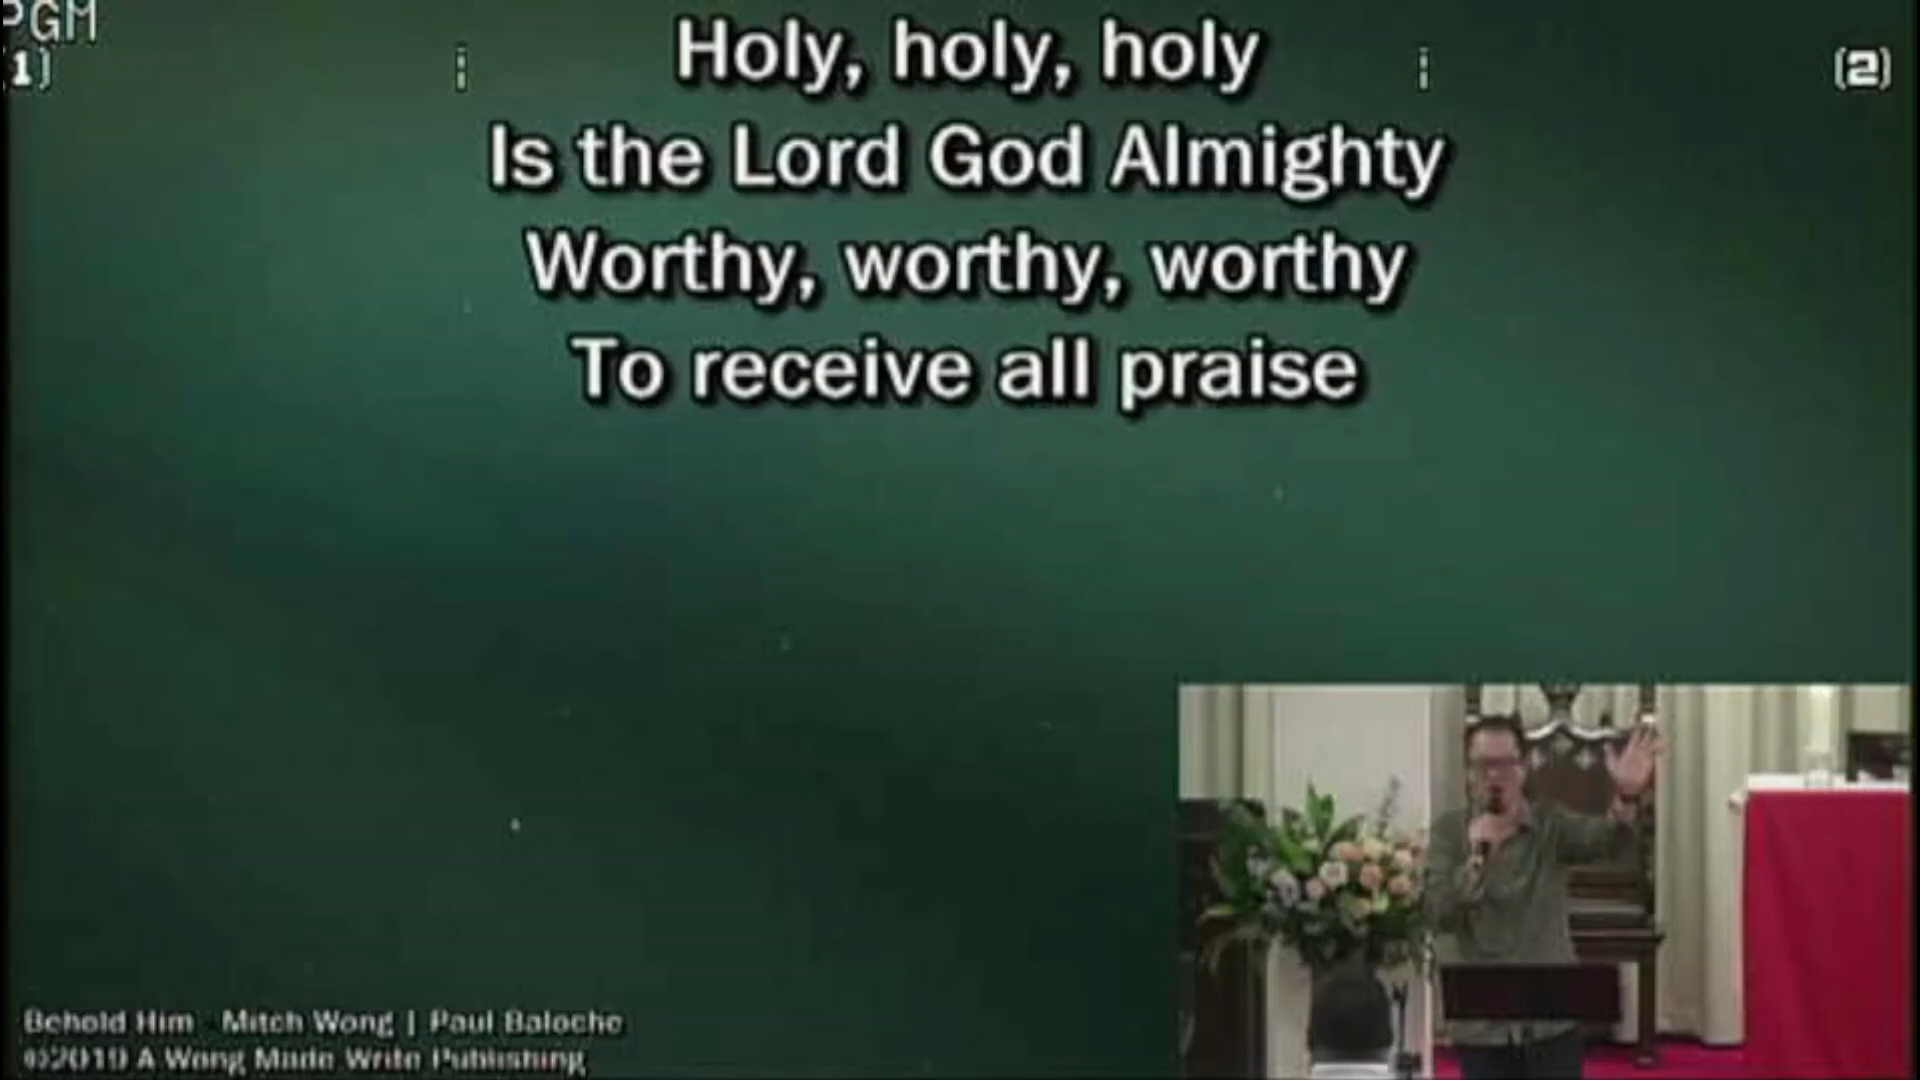 PGM
1)
(2)
Holy, holy, holy
Is the Lord God Almighty
Worthy, worthy, worthy
To receive all praise
Behold Him - Mitch Wong | Paul Baloche
©2019 A Wong Made Write Publishing